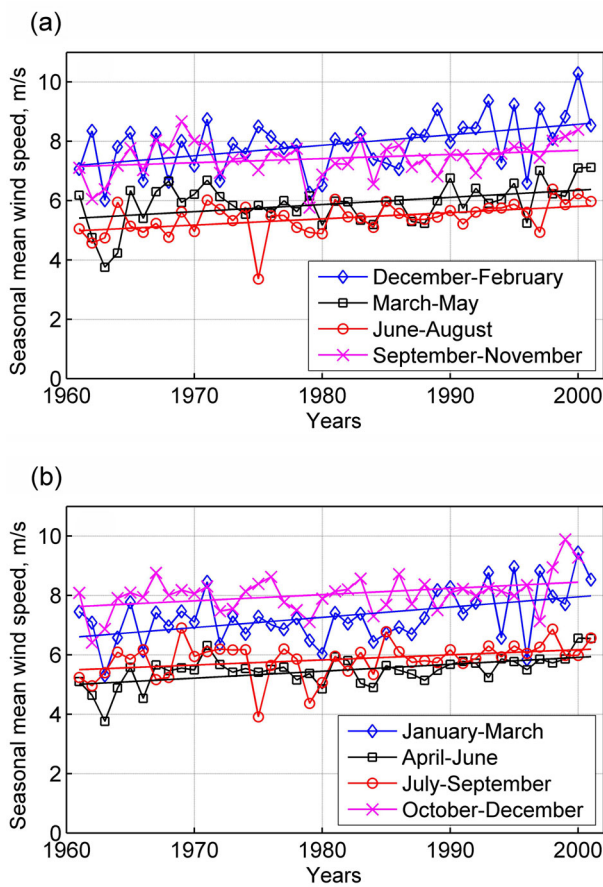 (a)
Seasonal mean wind speed, m/s
10
8
6
4
2
0
1960 1970 1980 1990 2000
Years
December-February
March-May
June-August
September-November
(b)
Seasonal mean wind speed, m/s
10
8
6
4
2
0
1960 1970 1980 1990 2000
Years
January-March
April-June
July-September
October-December